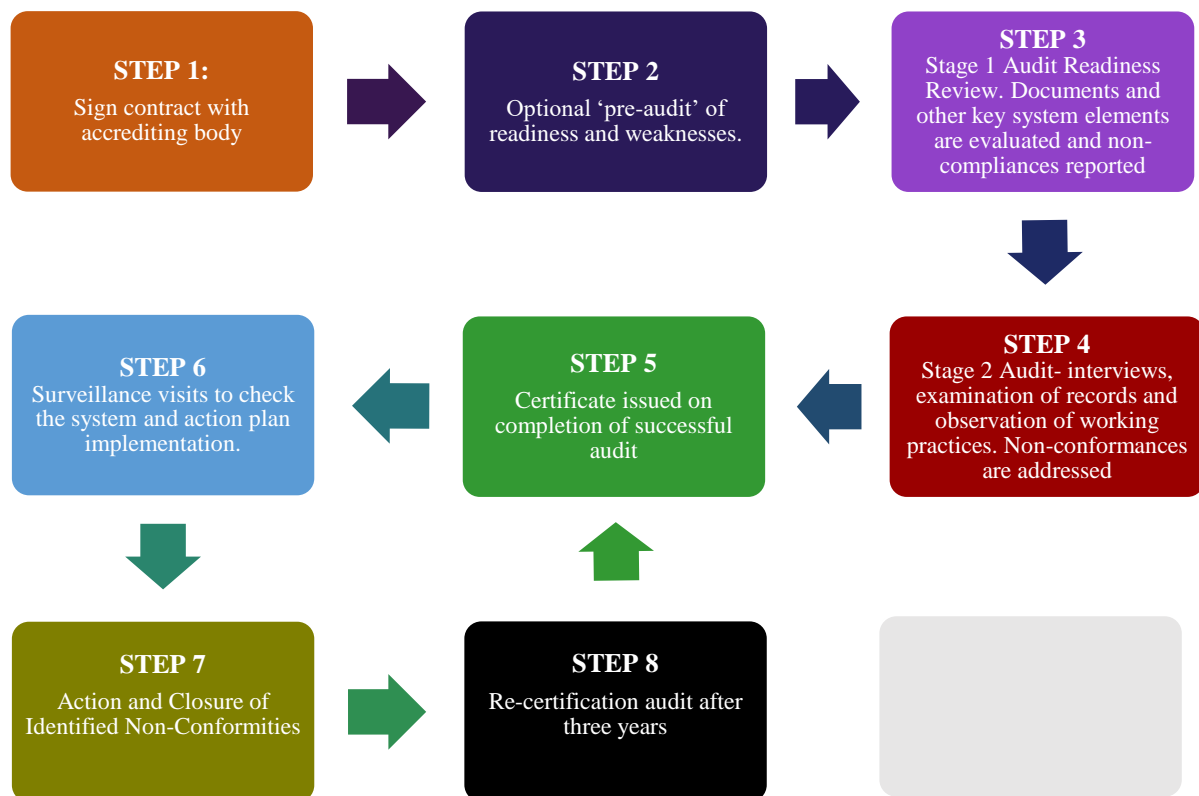 STEP 1:
Sign contract with
accrediting body
STEP 2
Optional ‘pre-audit’ of
readiness and weaknesses.
STEP 3
Stage 1 Audit Readiness
Review. Documents and
other key system elements
are evaluated and non-
compliances reported
STEP 4
Stage 2 Audit- interviews,
examination of records and
observation of working
practices. Non-conformances
are addressed
STEP 5
Certificate issued on
completion of successful
audit
STEP 6
Surveillance visits to check
the system and action plan
implementation.
STEP 7
Action and Closure of
Identified Non-Conformities
STEP 8
Re-certification audit after
three years